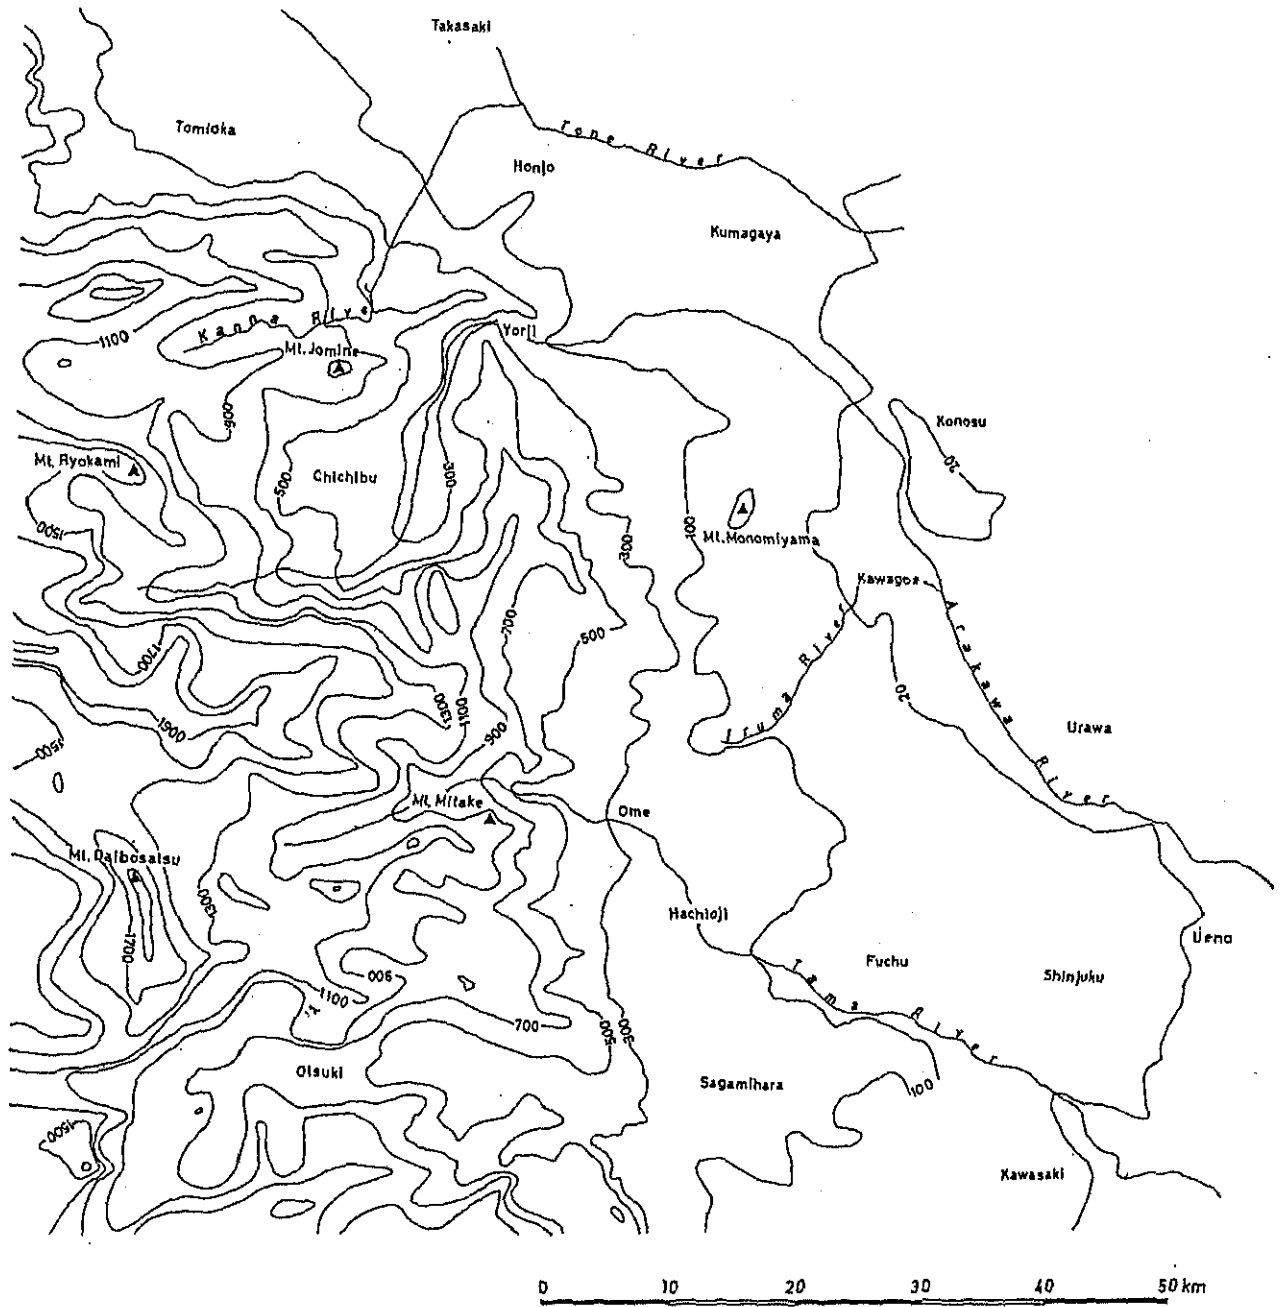 Takasaki
Tomioka
Tone River
Honjo
Kumagaya
Kanna River
1100
Mt. Jomine
Yorii
900
Konosu
20
Mt. Ryokami
Chichibu
500
300
1500
100
Mt. Monomiyama
300
Kawagoe
Arakawa River
700
500
1700
Iruma River
20
1300
1100
1900
900
1500
Urawa
Mt. Mitake
Ome
Mt. Daibosatsu
1300
Hachioji
1700
Ueno
Fuchu
Shinjuku
900
1100
Tama River
700
500
300
Otsuki
Sagamihara
100
1500
Kawasaki
0 10 20 30 40 50 km